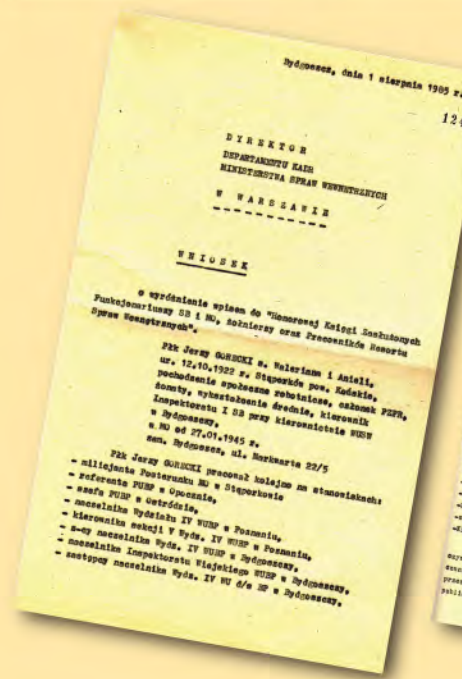 Bydgoszcz, dnia 1 sierpnia 1985 r.
124
DYREKTOR
DEPARTAMENTU KADR
MINISTERSTWA SPRAW WEWNĘTRZNYCH
W WARSZAWIE
WNIOSEK
o wyróżnienie wpisem do "Honorowej Księgi Zasłużonych
Funkcjonariuszy SB i MO, żołnierzy oraz Pracowników Resortu
Spraw Wewnętrznych".
Płk Jerzy GORECKI s. Waleriana i Anieli,
ur. 12.10.1922 r. Stąporków pow. Końskie,
pochodzenie społeczne robotnicze, członek PZPR,
żonaty, wykształcenie średnie, kierownik
Inspektoratu I SB przy kierownictwie WUSW
w Bydgoszczy,
w MO od 27.01.1945 r.
zam. Bydgoszcz, ul. Markwarta 22/5
Płk Jerzy GORECKI pracował kolejno na stanowiskach:
- milicjanta Posterunku MO w Stąporkowie
- referenta PUBP w Opocznie,
- szefa PUBP w Ostródzie,
- naczelnika Wydziału IV WUBP w Poznaniu,
- kierownika sekcji V Wydz. IV WUBP w Poznaniu,
- z-cy naczelnika Wydz. IV WUBP w Bydgoszczy,
- naczelnika Inspektoratu Wiejskiego WUBP w Bydgoszczy,
- zastępcy naczelnika Wydz. IV WU d/s BP w Bydgoszczy,